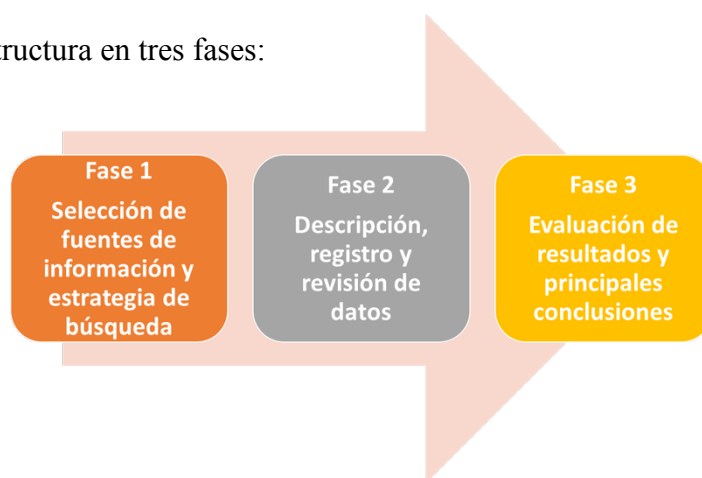 tructura en tres fases:
Fase 1
Selección de
fuentes de
información y
estrategia de
búsqueda
Fase 2
Descripción,
registro y
revisión de
datos
Fase 3
Evaluación de
resultados y
principales
conclusiones